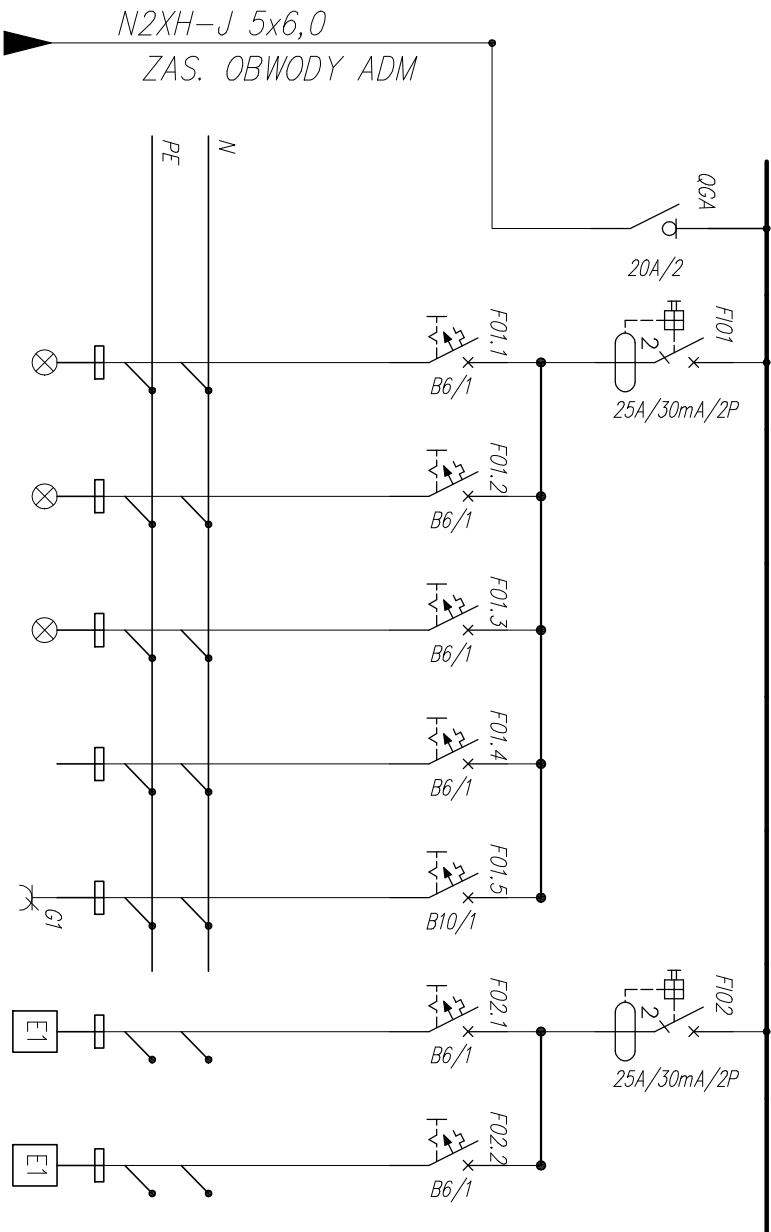 N2XH-J 5x6,0
ZAS. OBWODY ADM
PE
N
QGA
20A/2
FI01
2
25A/30mA/2P
F01.1
B6/1
F01.2
B6/1
F01.3
B6/1
F01.4
B6/1
F01.5
B10/1
G1
FI02
2
25A/30mA/2P
F02.1
B6/1
E1
F02.2
B6/1
E1